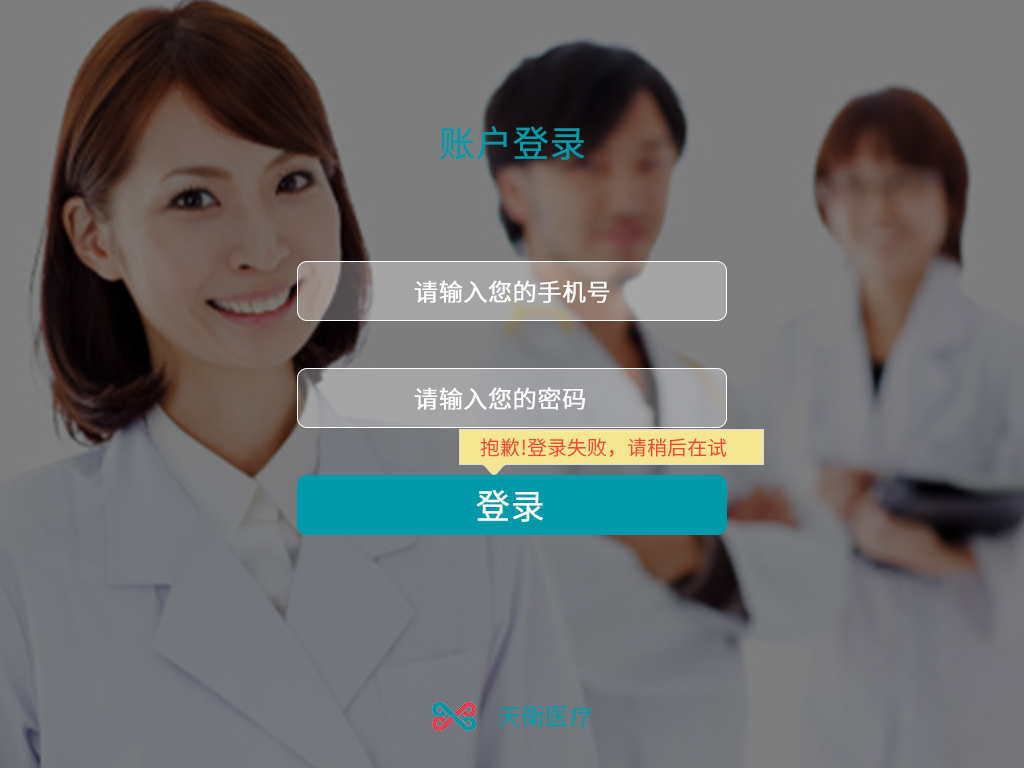 账户登录
请输入您的手机号
请输入您的密码
抱歉!登录失败，请稍后在试
登录
天衡医疗